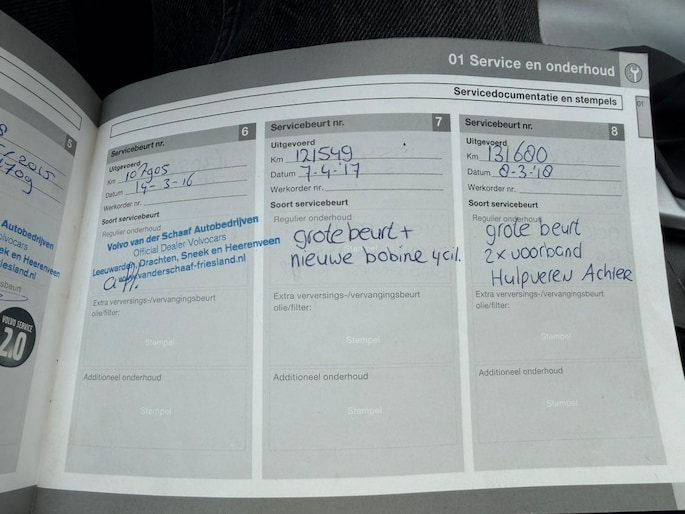 01 Service en onderhoud
Servicedocumentatie en stempels
01
5
2015
Autobedrijven
Volvocars
en Heerenveen
friesland.nl
VOLVO SERVICE
2.0
Servicebeurt nr. 6
Uitgevoerd
Km 107905
Datum 14-3-16
Werkorder nr.
Soort servicebeurt
Regulier onderhoud
Volvo van der Schaaf Autobedrijven
Official Dealer Volvocars
Leeuwarden, Drachten, Sneek en Heerenveen
www.vanderschaaf-friesland.nl
Extra verversings-/vervangingsbeurt
olie/filter:
Stempel
Additioneel onderhoud
Stempel
Servicebeurt nr. 7
Uitgevoerd
Km 121549
Datum 7-4-'17
Werkorder nr.
Soort servicebeurt
Regulier onderhoud
grote beurt +
nieuwe bobine 4cil.
Extra verversings-/vervangingsbeurt
olie/filter:
Stempel
Additioneel onderhoud
Stempel
Servicebeurt nr. 8
Uitgevoerd
Km 131680
Datum 8-3-'18
Werkorder nr.
Soort servicebeurt
Regulier onderhoud
grote beurt
2x voorband
Hulpveren Achter
Extra verversings-/vervangingsbeurt
olie/filter:
Stempel
Additioneel onderhoud
Stempel